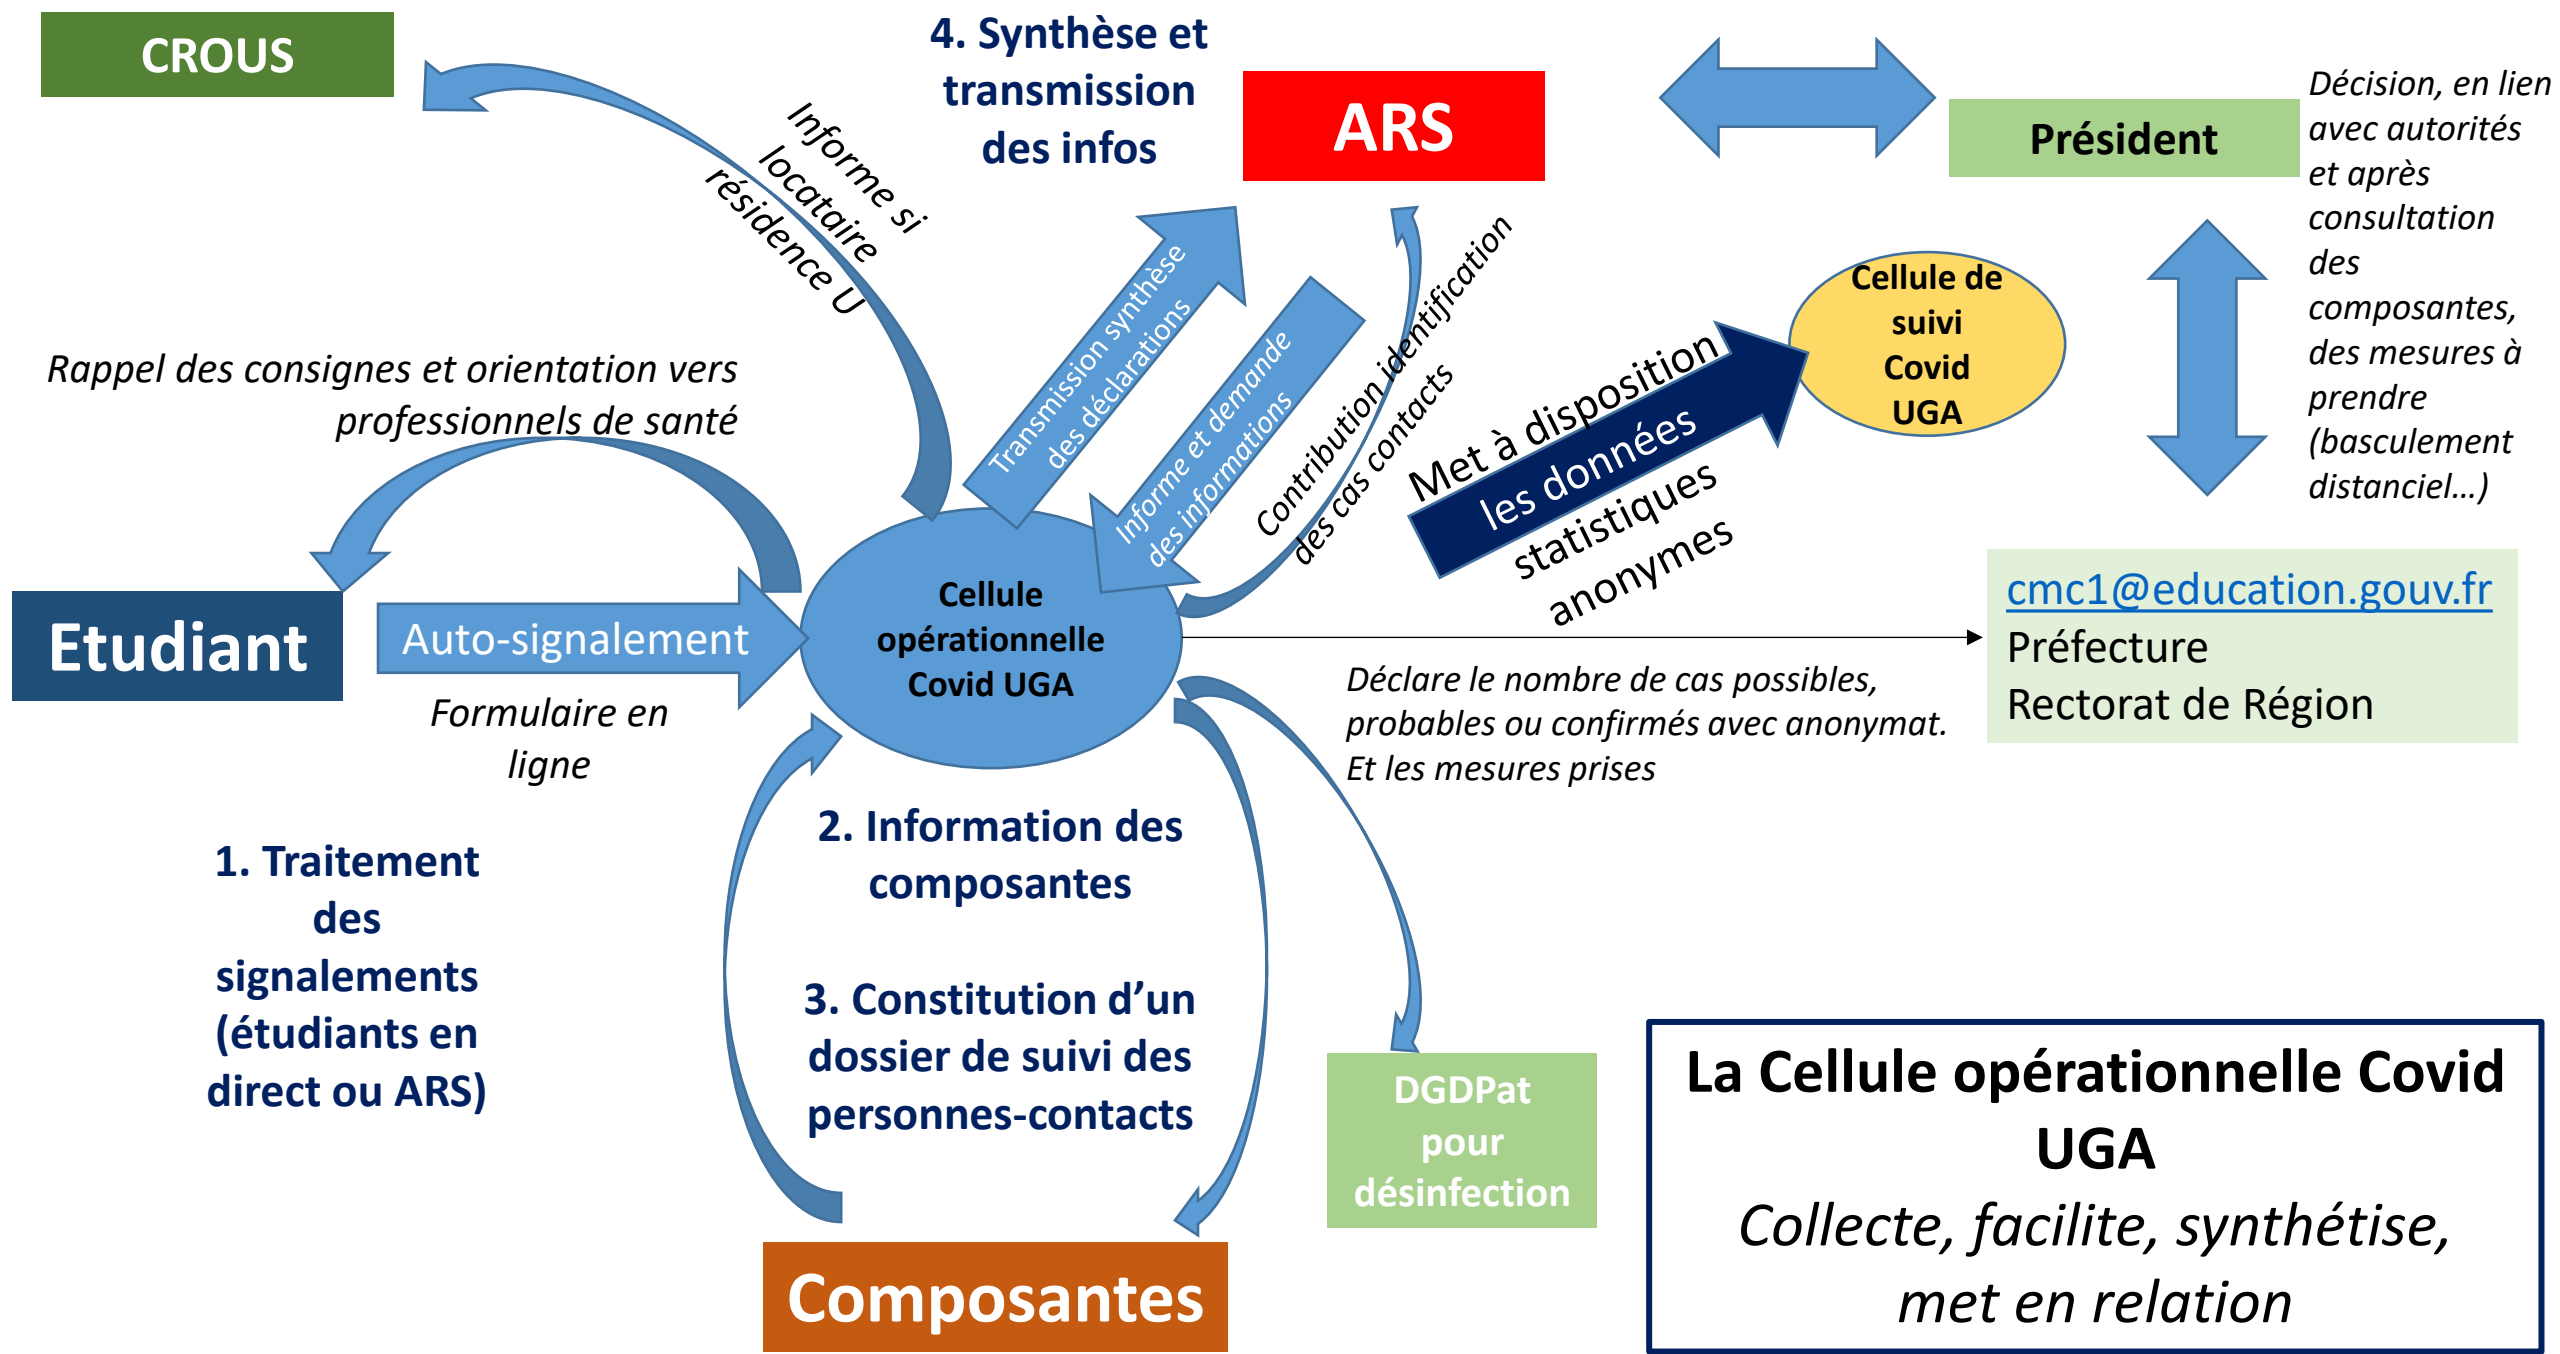 CROUS
4. Synthèse et
transmission
des infos
ARS
Président
Décision, en lien
avec autorités
et après
consultation
des
composantes,
des mesures à
prendre
(basculement
distanciel…)
Informe si
locataire
résidence U
Transmission synthèse
des déclarations
Informe et demande
des informations
Contribution identification
des cas contacts
Met à disposition
les données
statistiques
anonymes
Cellule de
suivi
Covid
UGA
Rappel des consignes et orientation vers
professionnels de santé
Etudiant
Auto-signalement
Formulaire en
ligne
Cellule
opérationnelle
Covid UGA
cmc1@education.gouv.fr
Préfecture
Rectorat de Région
Déclare le nombre de cas possibles,
probables ou confirmés avec anonymat.
Et les mesures prises
1. Traitement
des
signalements
(étudiants en
direct ou ARS)
2. Information des
composantes
3. Constitution d’un
dossier de suivi des
personnes-contacts
DGDPat
pour
désinfection
Composantes
La Cellule opérationnelle Covid
UGA
Collecte, facilite, synthétise,
met en relation